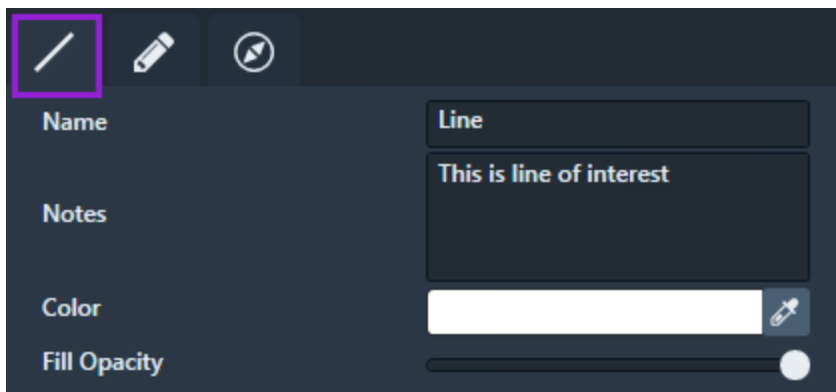 Name
Line
Notes
This is line of interest
Color
Fill Opacity